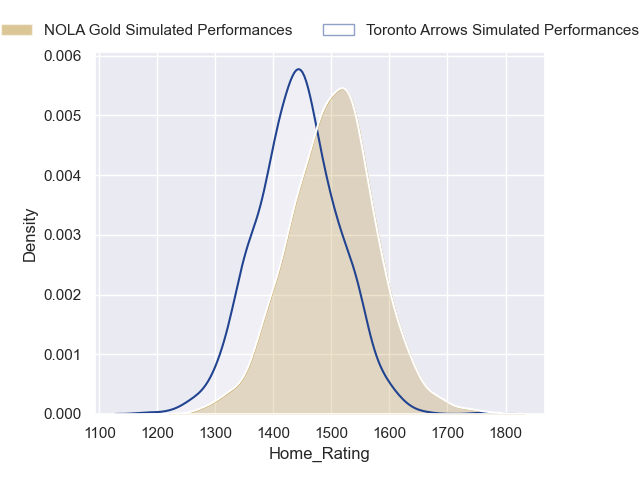 NOLA Gold Simulated Performances Toronto Arrows Simulated Performances
0.006
0.005
0.004
0.003
0.002
0.001
0.000
Density
1100 1200 1300 1400 1500 1600 1700 1800
Home_Rating